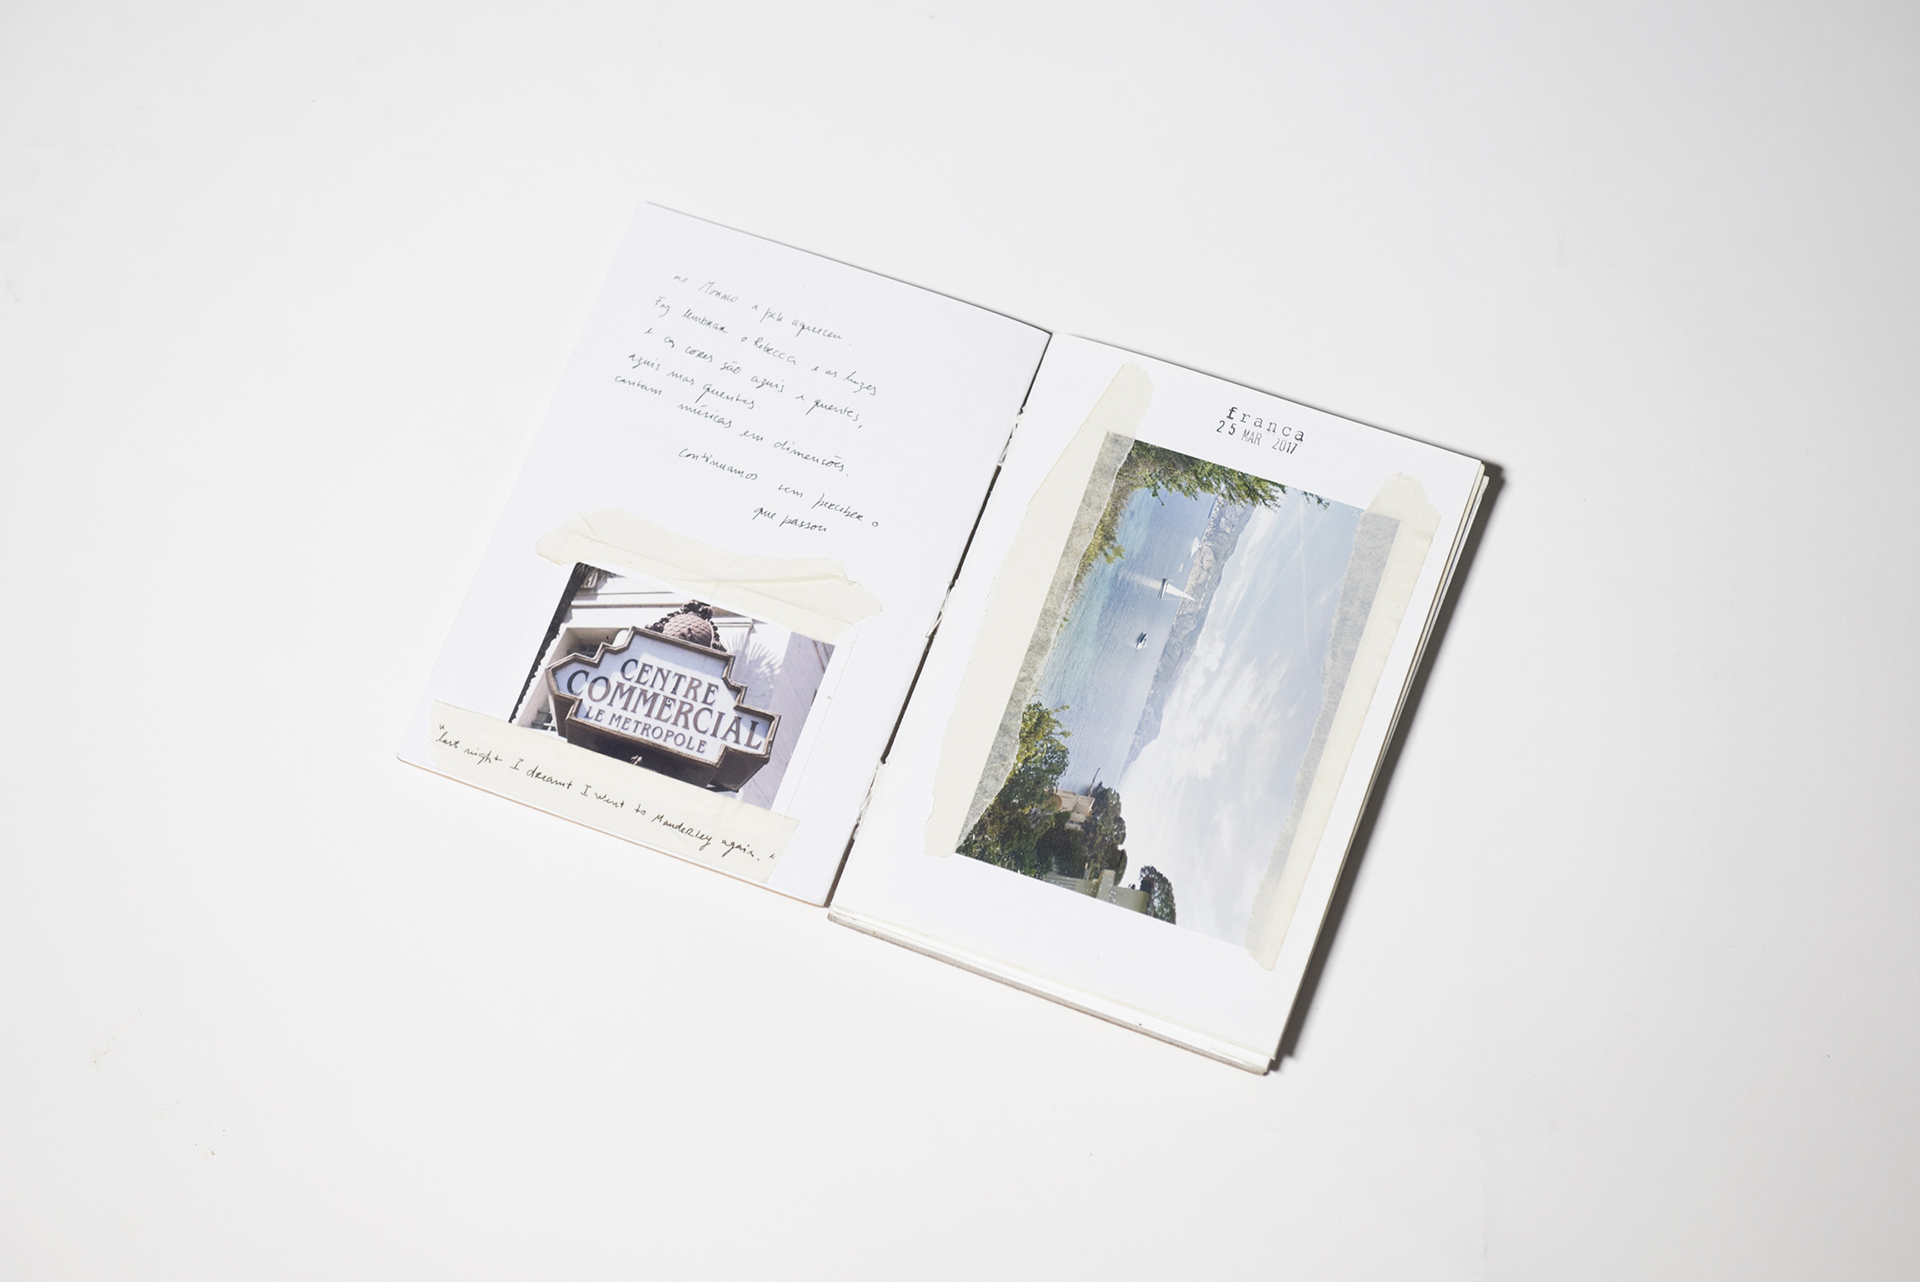 no Monaco a pele aqueceu.
Faz lembrar o Rebecca e as luzes
e as cores são azuis e quentes,
azuis mas quentes
cantam músicas em dimensões.
continuamos sem perceber o
que passou
CENTRE
COMMERCIAL
LE METROPOLE
"last night I dreamt I went to Manderley again."
franca
25 MAR 2017